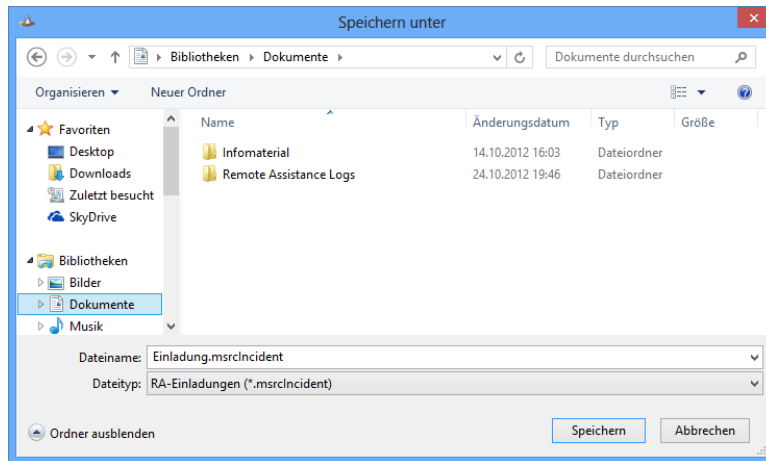 Speichern unter
Bibliotheken Dokumente Dokumente durchsuchen
Organisieren Neuer Ordner
Name Änderungsdatum Typ Größe
Favoriten
Desktop Infomaterial 14.10.2012 16:03 Dateiordner
Downloads Remote Assistance Logs 24.10.2012 19:46 Dateiordner
Zuletzt besucht
SkyDrive
Bibliotheken
Bilder
Dokumente
Musik
Dateiname: Einladung.msrcIncident
Dateityp: RA-Einladungen (*.msrcIncident)
Ordner ausblenden Speichern Abbrechen